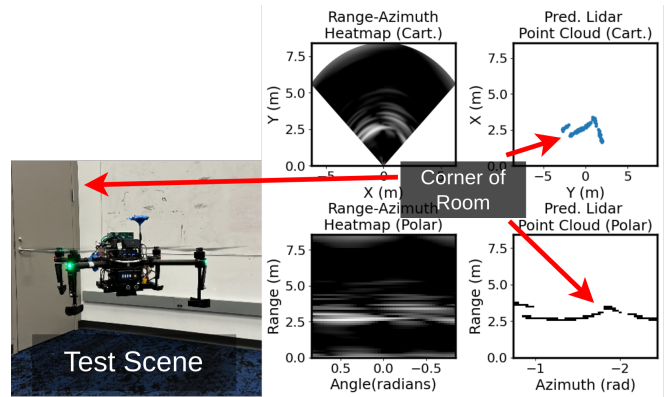 Range-Azimuth
Heatmap (Cart.)
Y (m)
8.5
5.0
2.5
0.0
−5
0
5
X (m)
Pred. Lidar
Point Cloud (Cart.)
X (m)
7.5
5.0
2.5
0.0
−5
0
5
Y (m)
Corner of
Room
Test Scene
Range-Azimuth
Heatmap (Polar)
Range (m)
7.5
5.0
2.5
0.0
0.5
0.0
−0.5
Angle(radians)
Pred. Lidar
Point Cloud (Polar)
Range (m)
7.5
5.0
2.5
0.0
−1
−2
Azimuth (rad)